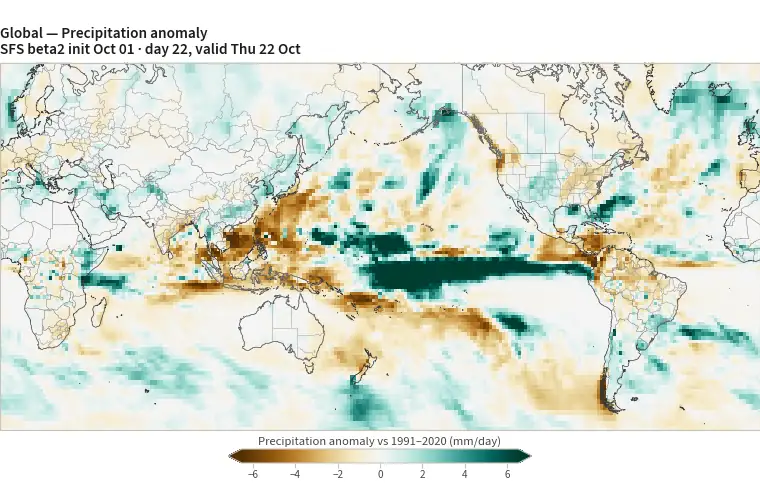 Global — Precipitation anomaly
SFS beta2 init Oct 01 · day 22, valid Thu 22 Oct
Precipitation anomaly vs 1991–2020 (mm/day)
−6 −4 −2 0 2 4 6